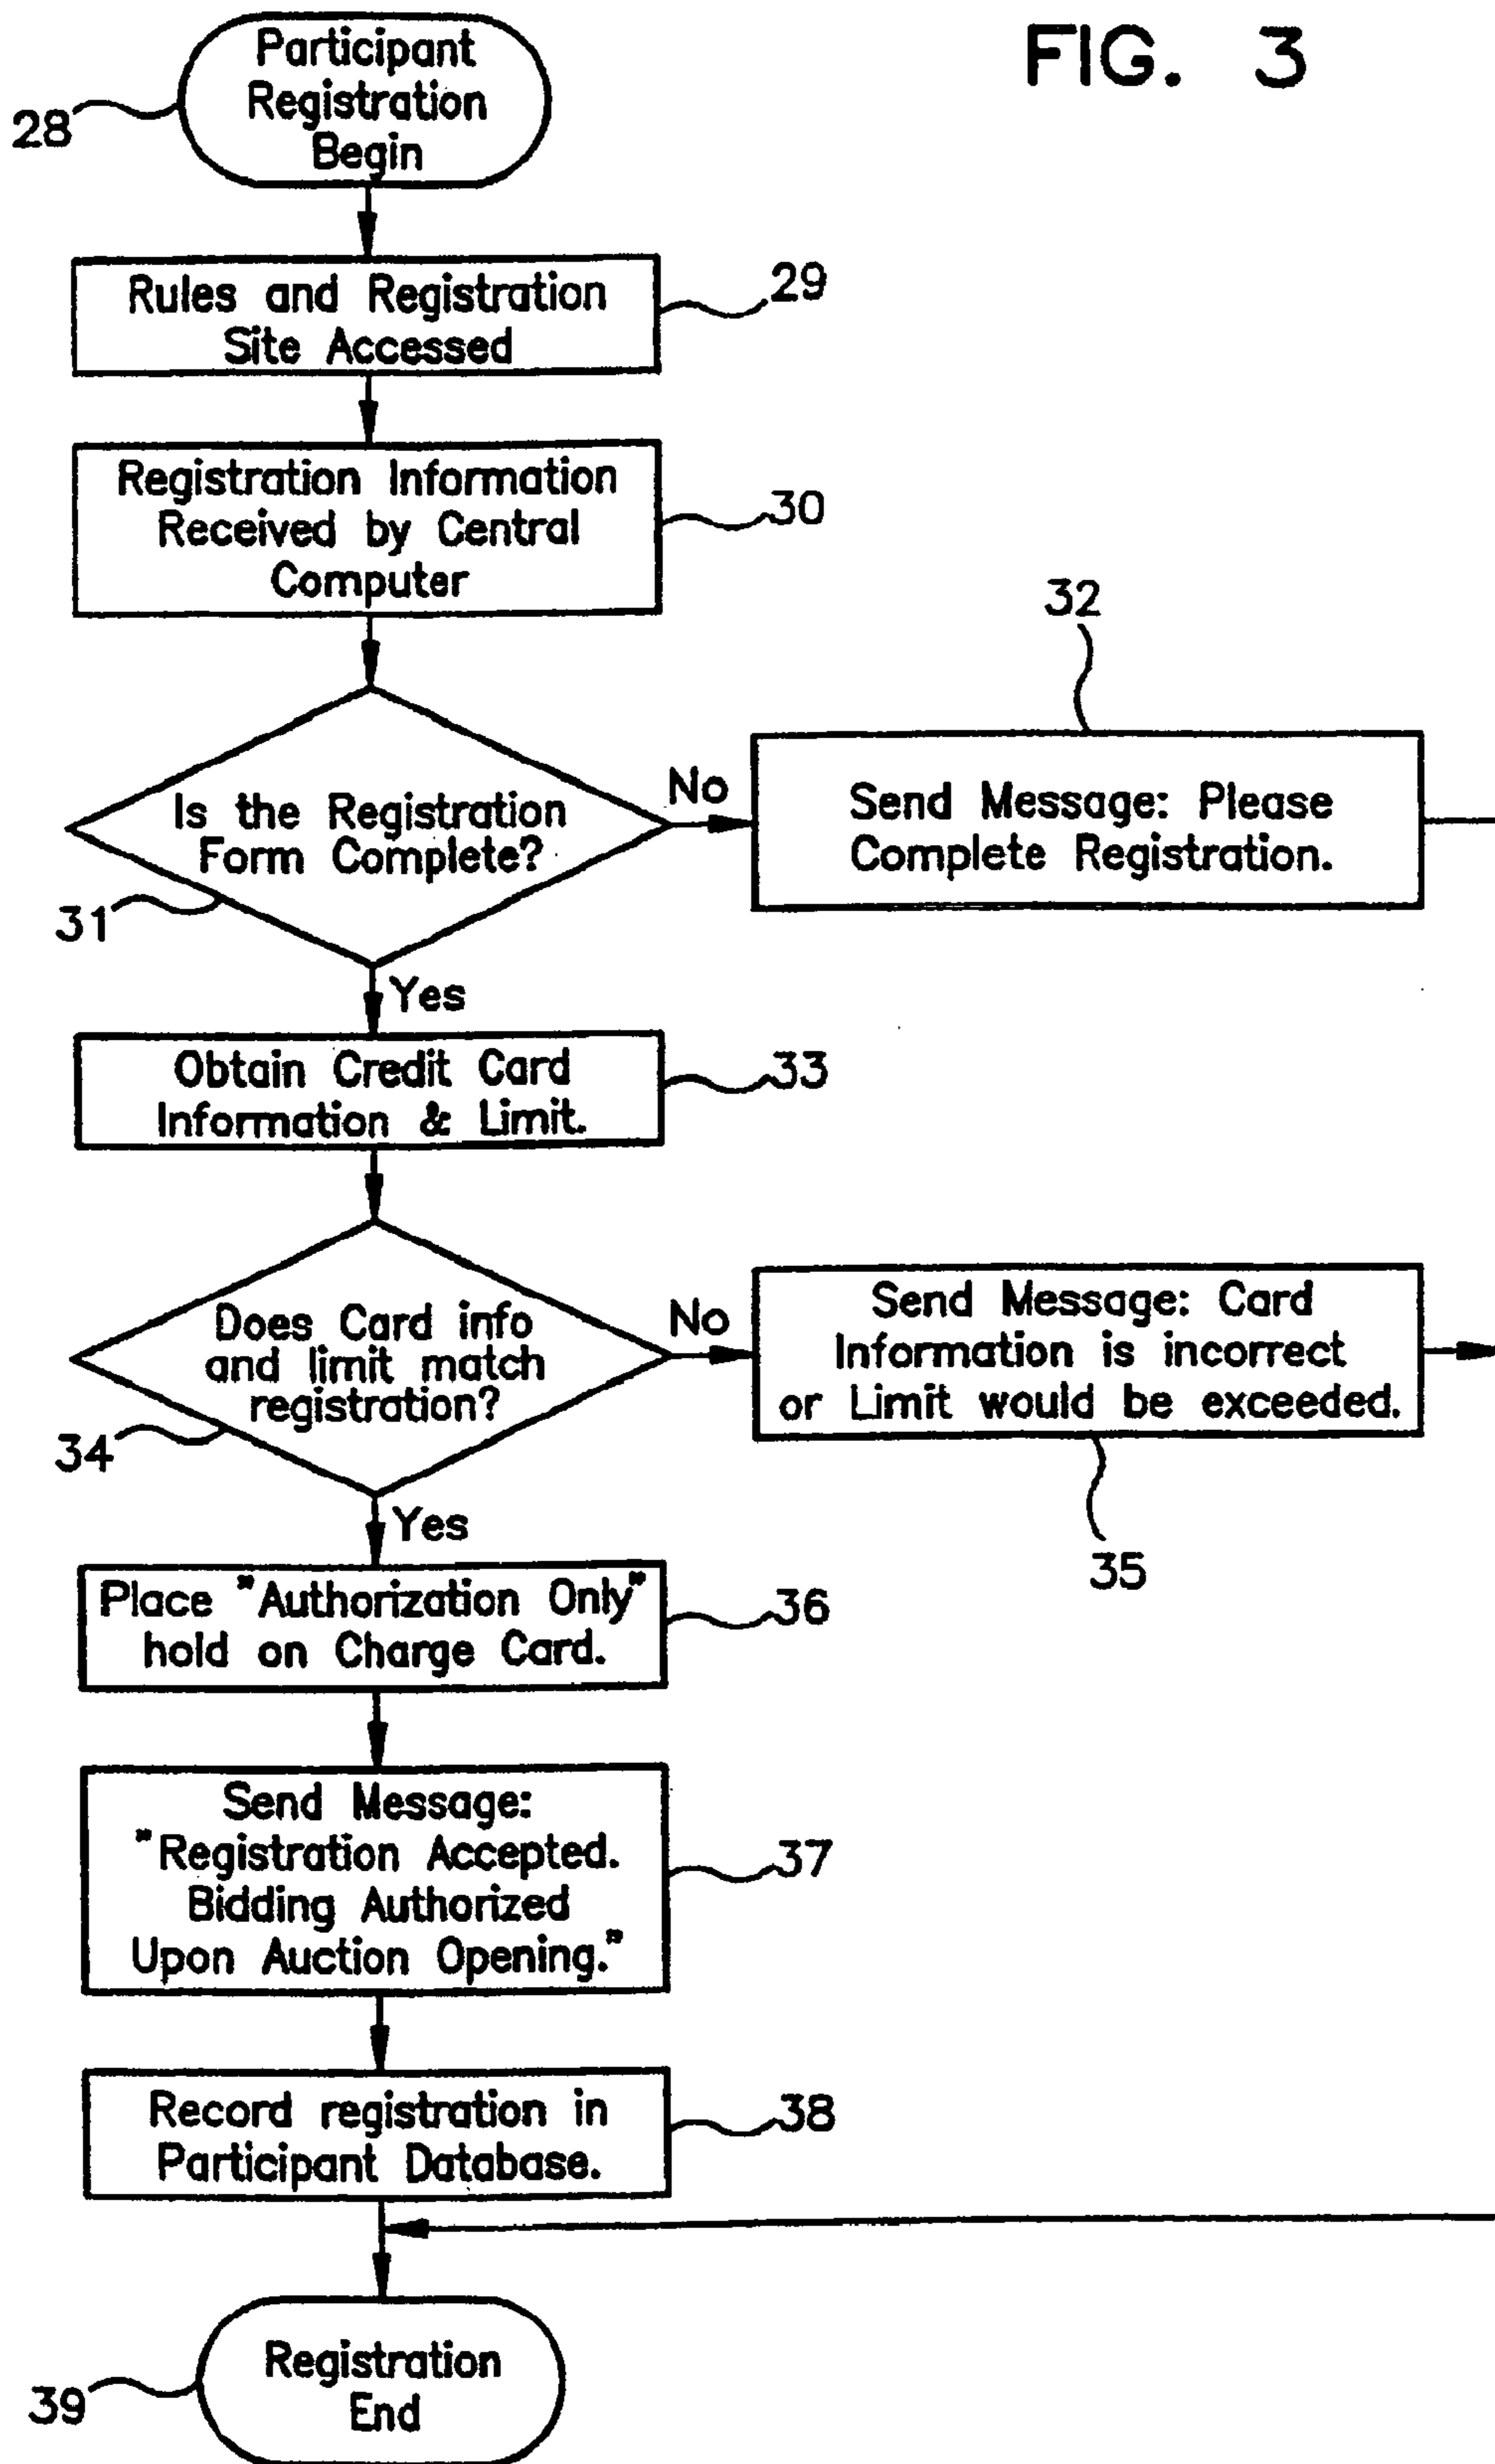 FIG. 3
Participant
Registration
Begin
28
Rules and Registration
Site Accessed
29
Registration Information
Received by Central
Computer
30
Is the Registration
Form Complete?
31
No
32
Send Message: Please
Complete Registration.
Yes
Obtain Credit Card
Information & Limit.
33
Does Card info
and limit match
registration?
34
No
Send Message: Card
Information is incorrect
or Limit would be exceeded.
35
Yes
Place "Authorization Only"
hold on Charge Card.
36
Send Message:
"Registration Accepted.
Bidding Authorized
Upon Auction Opening."
37
Record registration in
Participant Database.
38
Registration
End
39